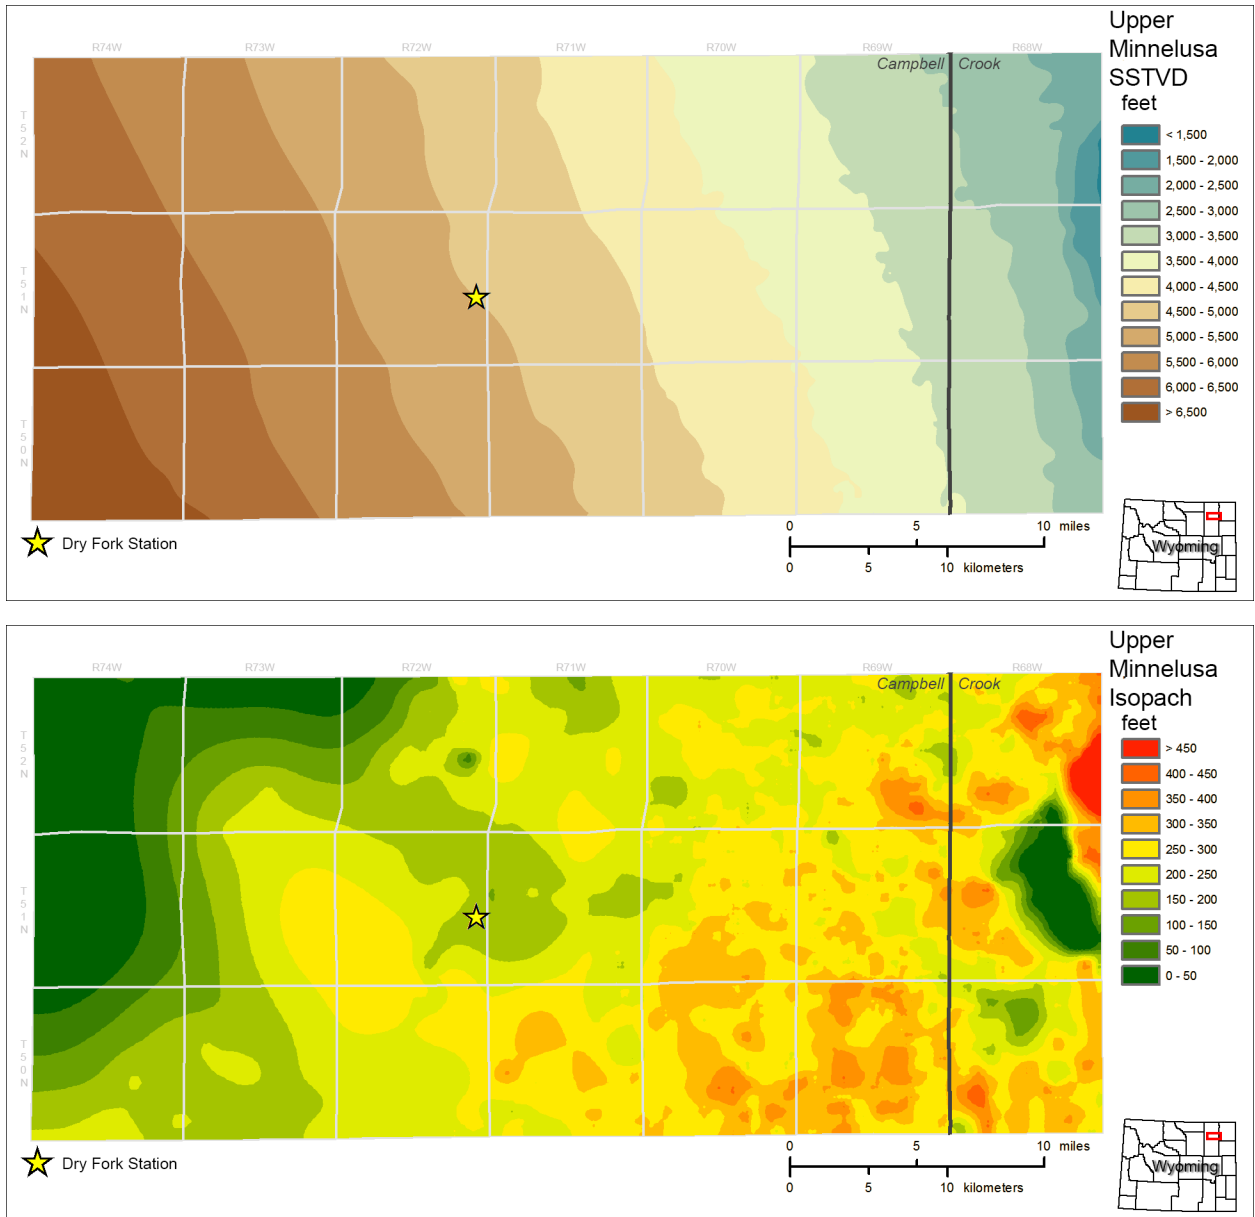 R74W R73W R72W R71W R70W R69W R68W
Campbell Crook
T52N
T51N
T50N
Upper
Minnelusa
SSTVD
feet
< 1,500
1,500 - 2,000
2,000 - 2,500
2,500 - 3,000
3,000 - 3,500
3,500 - 4,000
4,000 - 4,500
4,500 - 5,000
5,000 - 5,500
5,500 - 6,000
6,000 - 6,500
> 6,500
Dry Fork Station
0 5 10 miles
0 5 10 kilometers
Wyoming
R74W R73W R72W R71W R70W R69W R68W
Campbell Crook
T52N
T51N
T50N
Upper
Minnelusa
Isopach
feet
> 450
400 - 450
350 - 400
300 - 350
250 - 300
200 - 250
150 - 200
100 - 150
50 - 100
0 - 50
Dry Fork Station
0 5 10 miles
0 5 10 kilometers
Wyoming